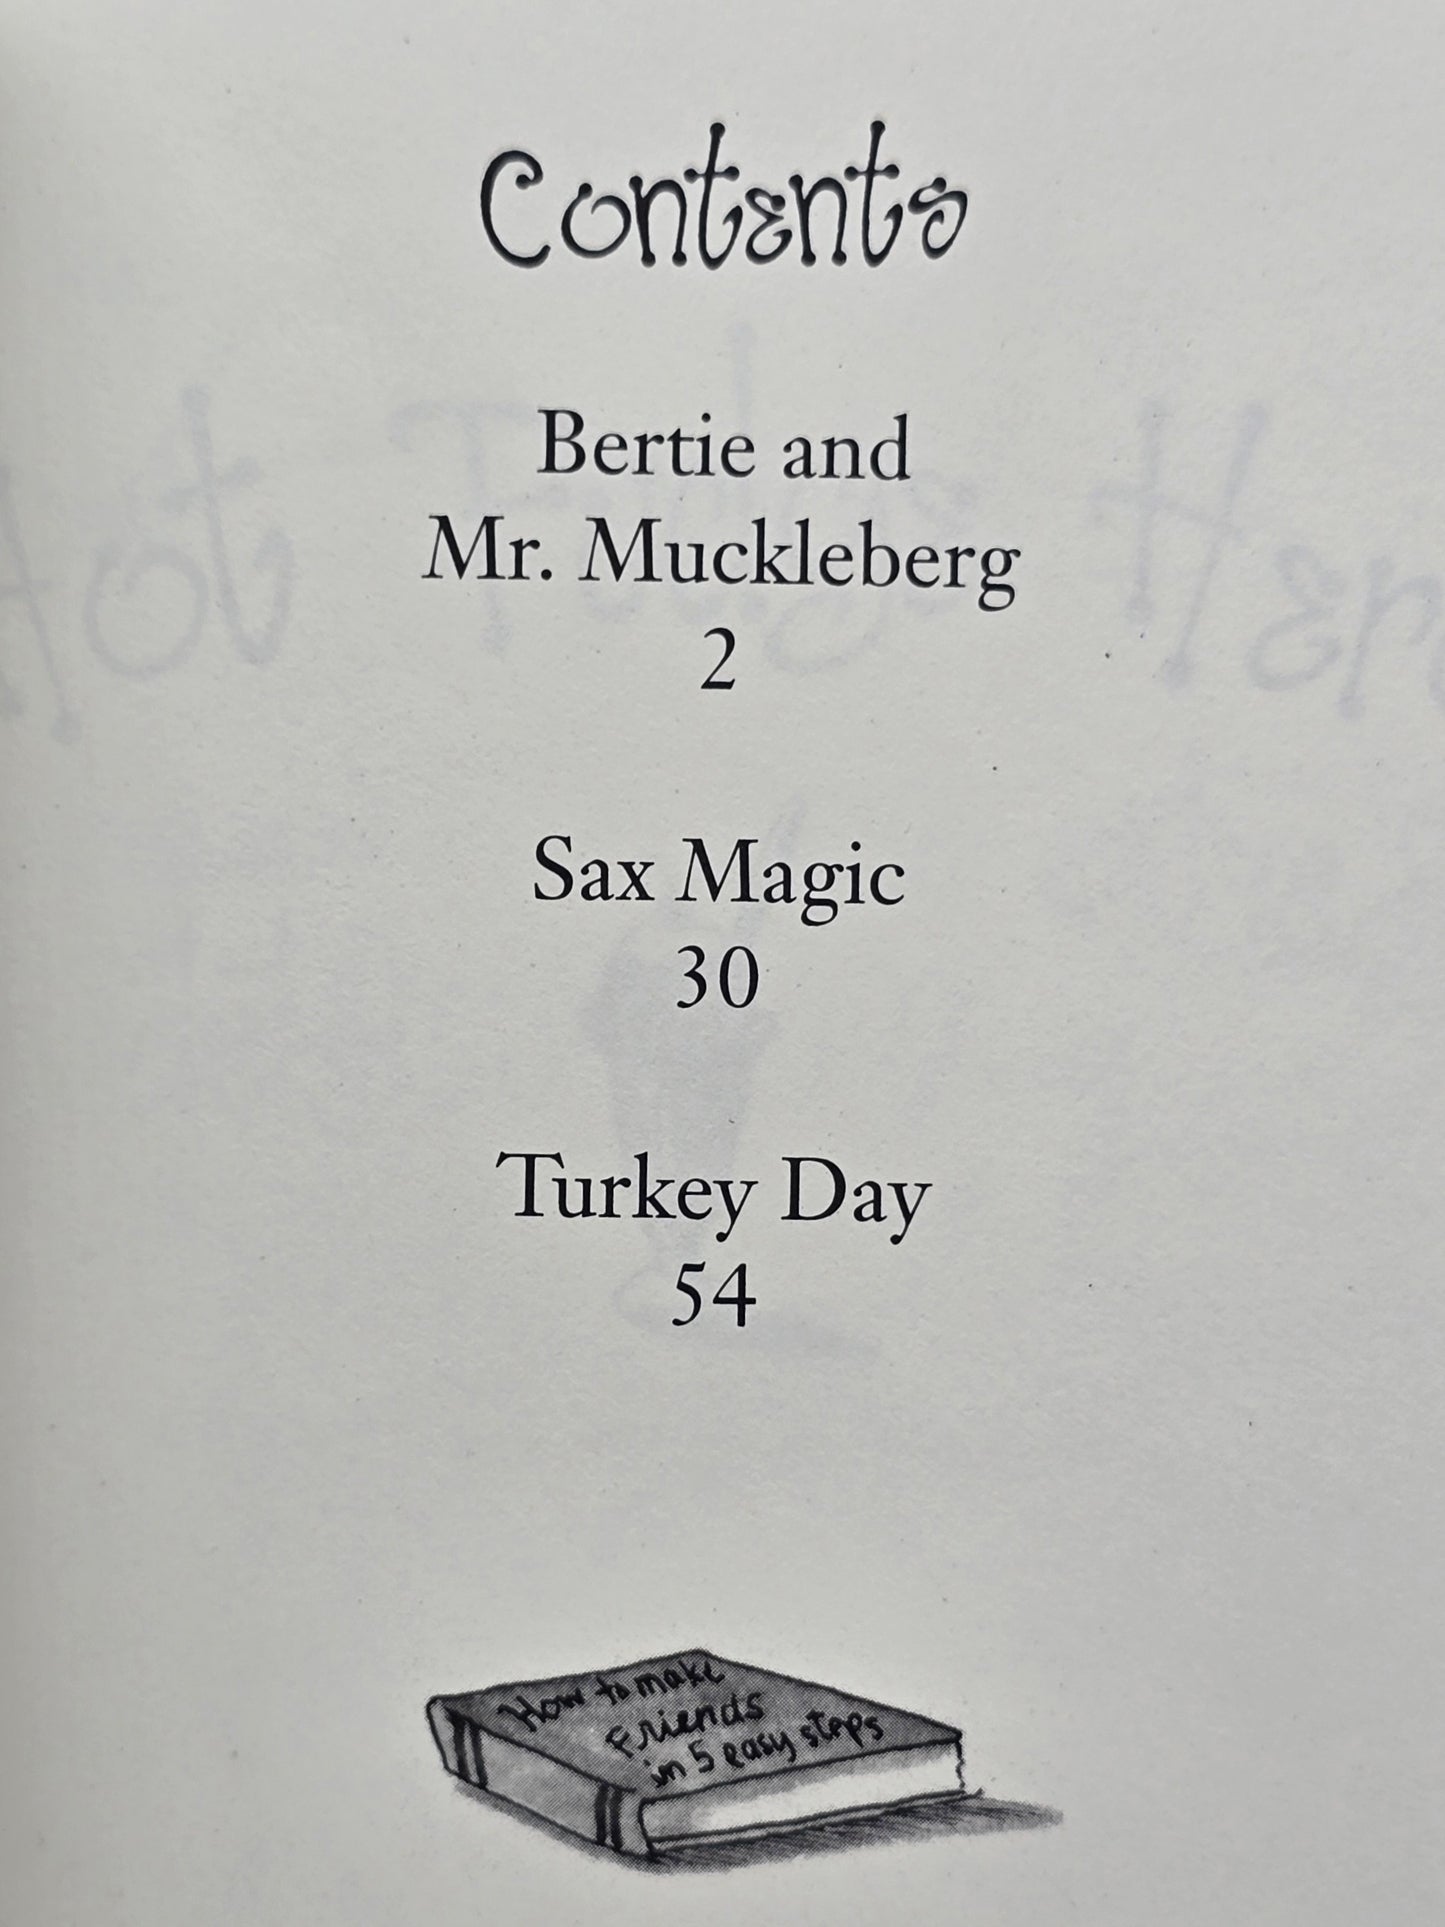 Contents
Bertie and
Mr. Muckleberg
2
Sax Magic
30
Turkey Day
54
How to make
Friends
in 5 easy steps